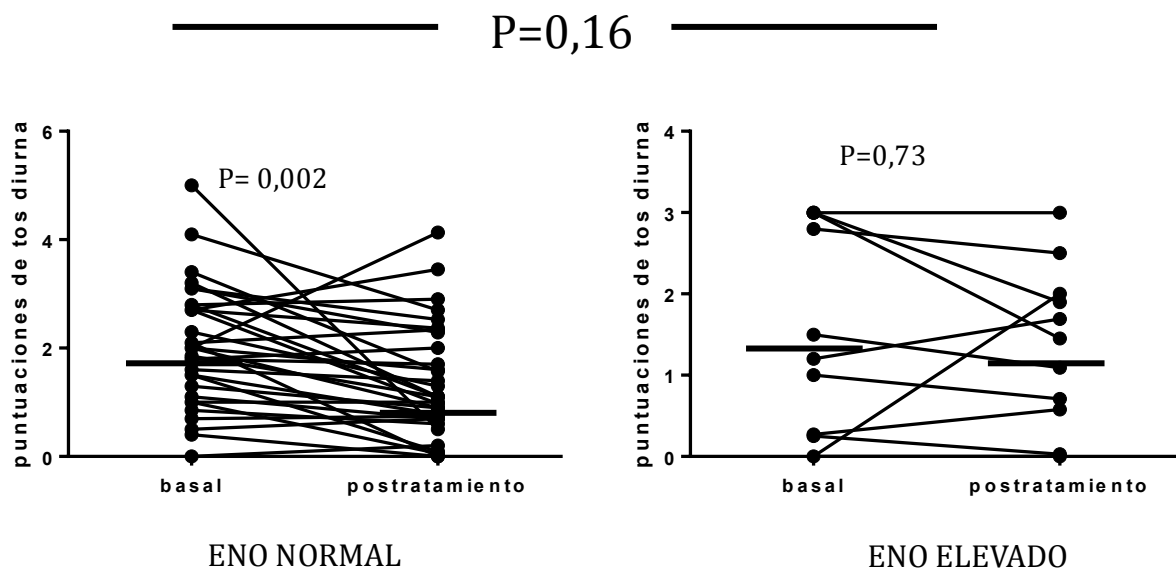 P=0,16
puntuaciones de tos diurna
6
4
2
0
P= 0,002
basal
postratamiento
ENO NORMAL
puntuaciones de tos diurna
4
3
2
1
0
P=0,73
basal
postratamiento
ENO ELEVADO